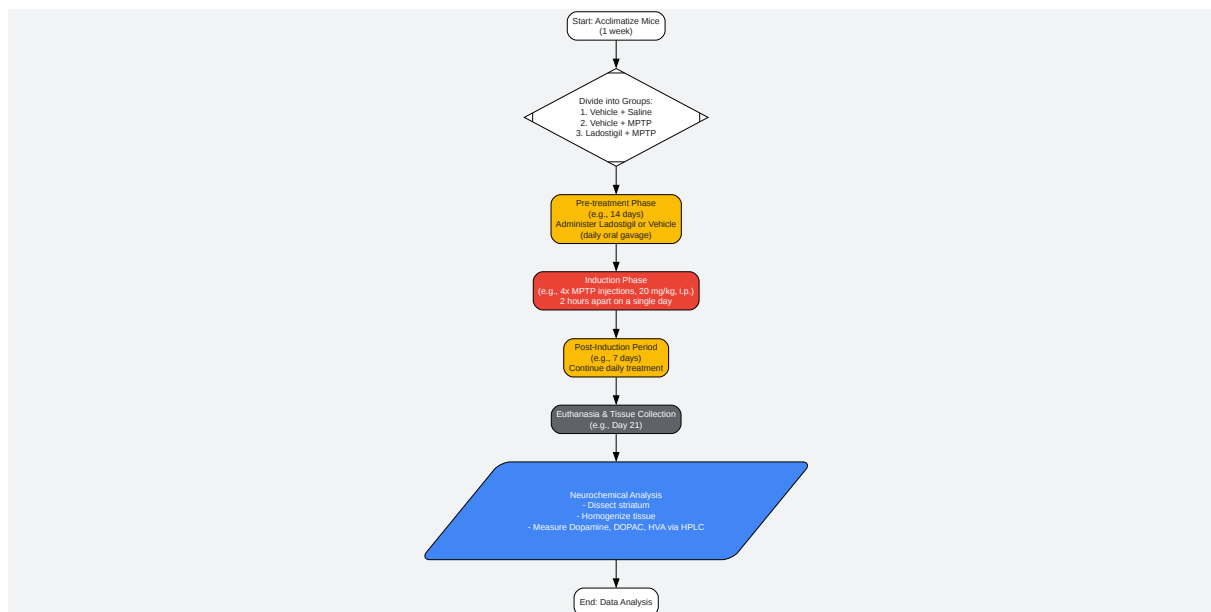 Start: Acclimatize Mice
(1 week)
Divide into Groups:
1. Vehicle + Saline
2. Vehicle + MPTP
3. Ladostigil + MPTP
Pre-treatment Phase
(e.g., 14 days)
Administer Ladostigil or Vehicle
(daily oral gavage)
Induction Phase
(e.g., 4x MPTP injections, 20 mg/kg, i.p.)
2 hours apart on a single day
Post-Induction Period
(e.g., 7 days)
Continue daily treatment
Euthanasia & Tissue Collection
(e.g., Day 21)
Neurochemical Analysis
- Dissect striatum
- Homogenize tissue
- Measure Dopamine, DOPAC, HVA via HPLC
End: Data Analysis